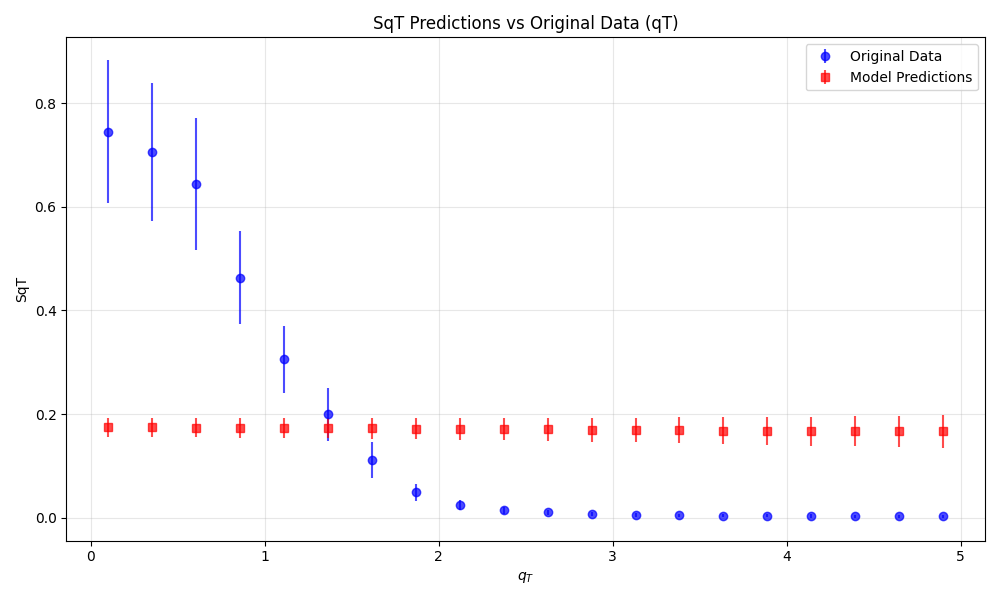 SqT Predictions vs Original Data (qT)
Original Data
Model Predictions
SqT
0.8
0.6
0.4
0.2
0.0
0 1 2 3 4 5
q_T